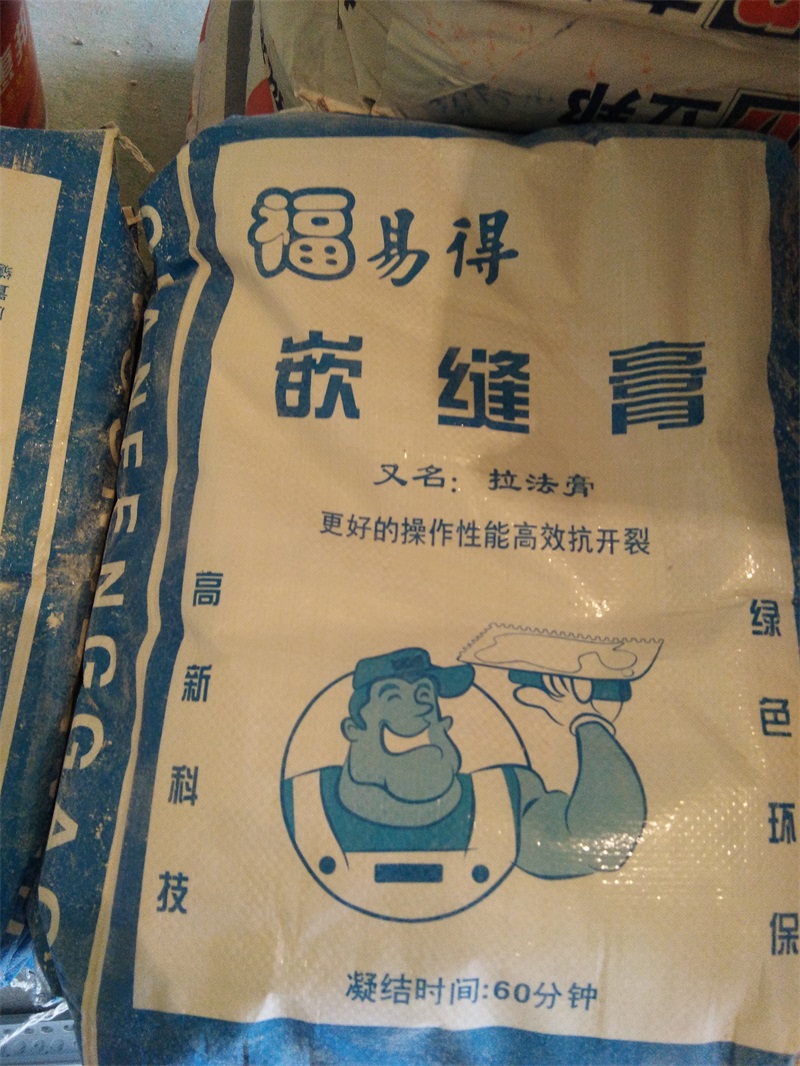 福易得
嵌缝膏
又名：拉法膏
更好的操作性能高效抗开裂
高新科技
绿色环保
凝结时间:60分钟
QIANFENGGAO